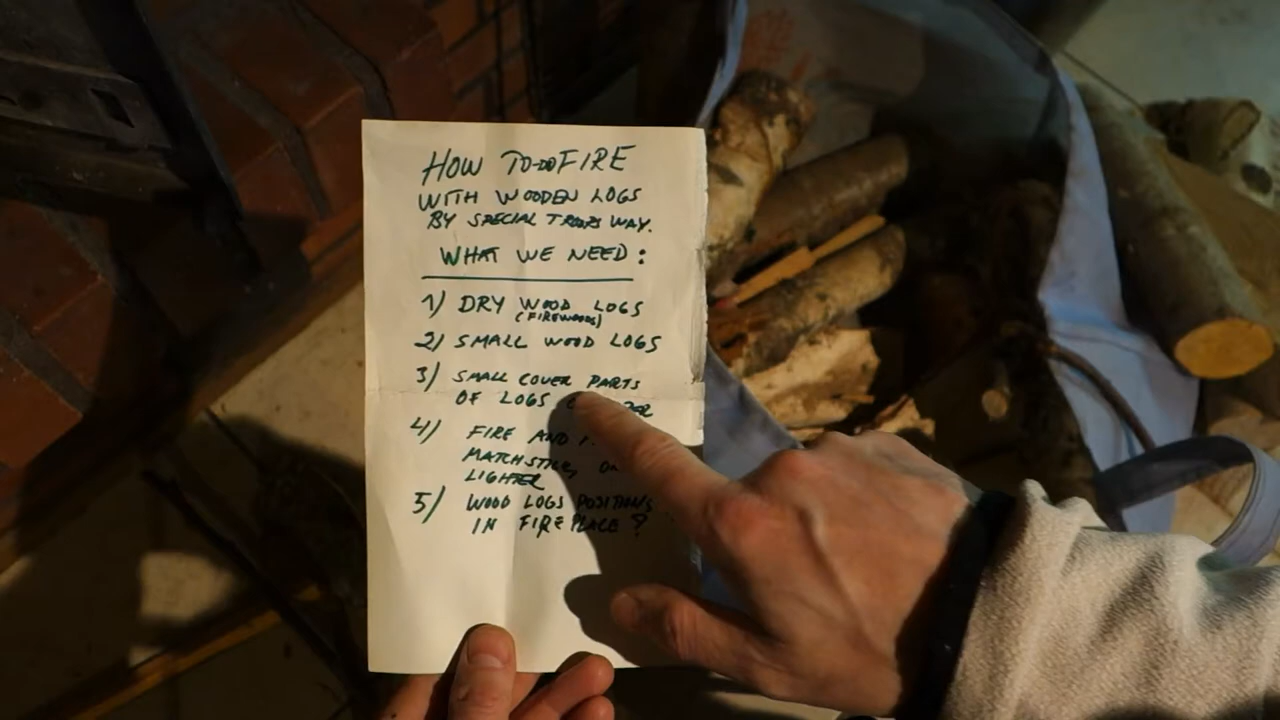 HOW TO DO FIRE
WITH WOODEN LOGS
BY SPECIAL WAY.
WHAT WE NEED:
1) DRY WOOD LOGS
(FIREWOODS)
2) SMALL WOOD LOGS
3) SMALL COVER PARTS
OF LOGS
4) FIRE AND
MATCHSTICK, OR
LIGHTER
5) WOOD LOGS POSITIONS
IN FIREPLACE ?